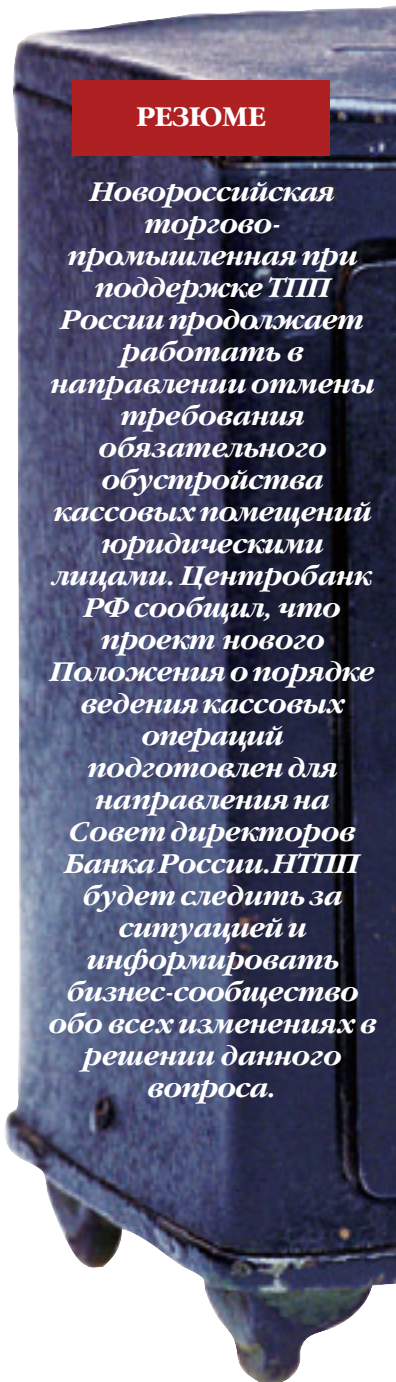 РЕЗЮМЕ
Новороссийская
торгово-
промышленная при
поддержке ТПП
России продолжает
работать в
направлении отмены
требования
обязательного
обустройства
кассовых помещений
юридическими
лицами. Центробанк
РФ сообщил, что
проект нового
Положения о порядке
ведения кассовых
операций
подготовлен для
направления на
Совет директоров
Банка России.НТПП
будет следить за
ситуацией и
информировать
бизнес-сообщество
обо всех изменениях в
решении данного
вопроса.